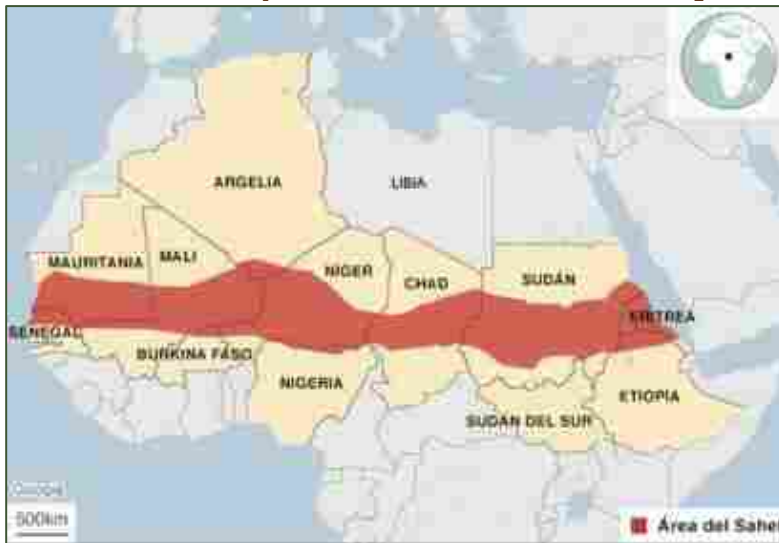 ARGELIA
LIBIA
MAURITANIA
MALI
NÍGER
CHAD
SUDÁN
ERITREA
SENEGAL
BURKINA FASO
NIGERIA
ETIOPÍA
SUDÁN DEL SUR
500km
Área del Sahel